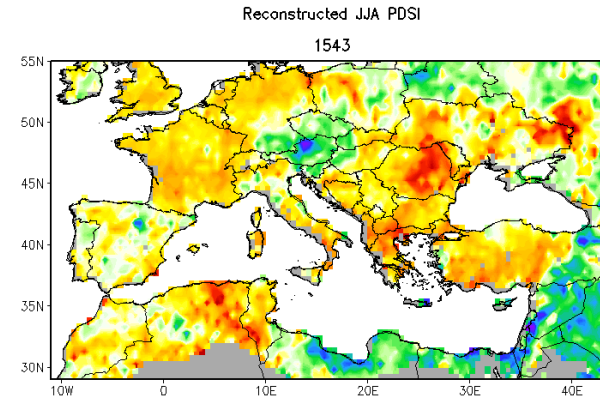 Reconstructed JJA PDSI
1543
55N
50N
45N
40N
35N
30N
10W 0 10E 20E 30E 40E